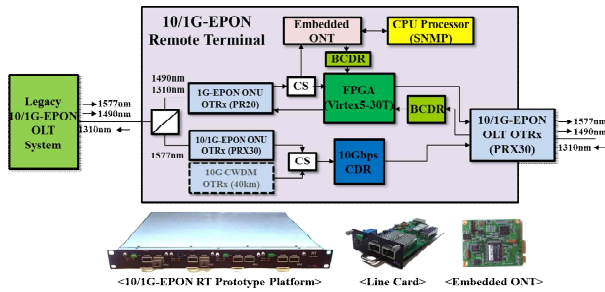 10/1G-EPON
Remote Terminal
Embedded
ONT
CPU Processor
(SNMP)
BCDR
Legacy
10/1G-EPON
OLT
System
1577nm
1490nm
1310nm
1490nm
1310nm
1G-EPON ONU
OTRx (PR20)
CS
FPGA
(Virtex5-30T)
BCDR
10/1G-EPON
OLT OTRx
(PRX30)
1577nm
1490nm
1310nm
1577nm
10/1G-EPON ONU
OTRx (PRX30)
10G CWDM
OTRx (40km)
CS
10Gbps
CDR
<10/1G-EPON RT Prototype Platform>
<Line Card>
<Embedded ONT>